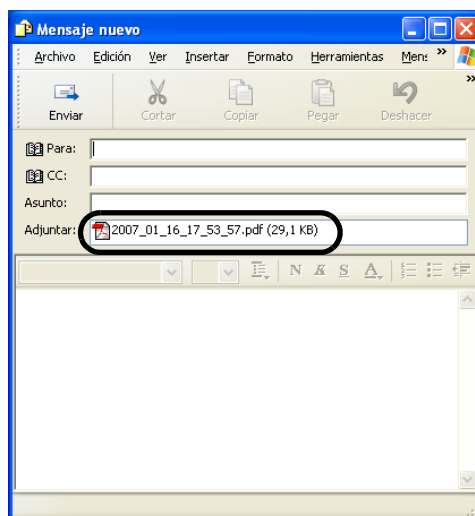 Mensaje nuevo
Archivo Edición Ver Insertar Eormato Herramientas Mens »
Enviar Cortar Copiar Pegar Deshacer »
Para:
CC:
Asunto:
Adjuntar: 2007_01_16_17_53_57.pdf (29,1 KB)
N K S A